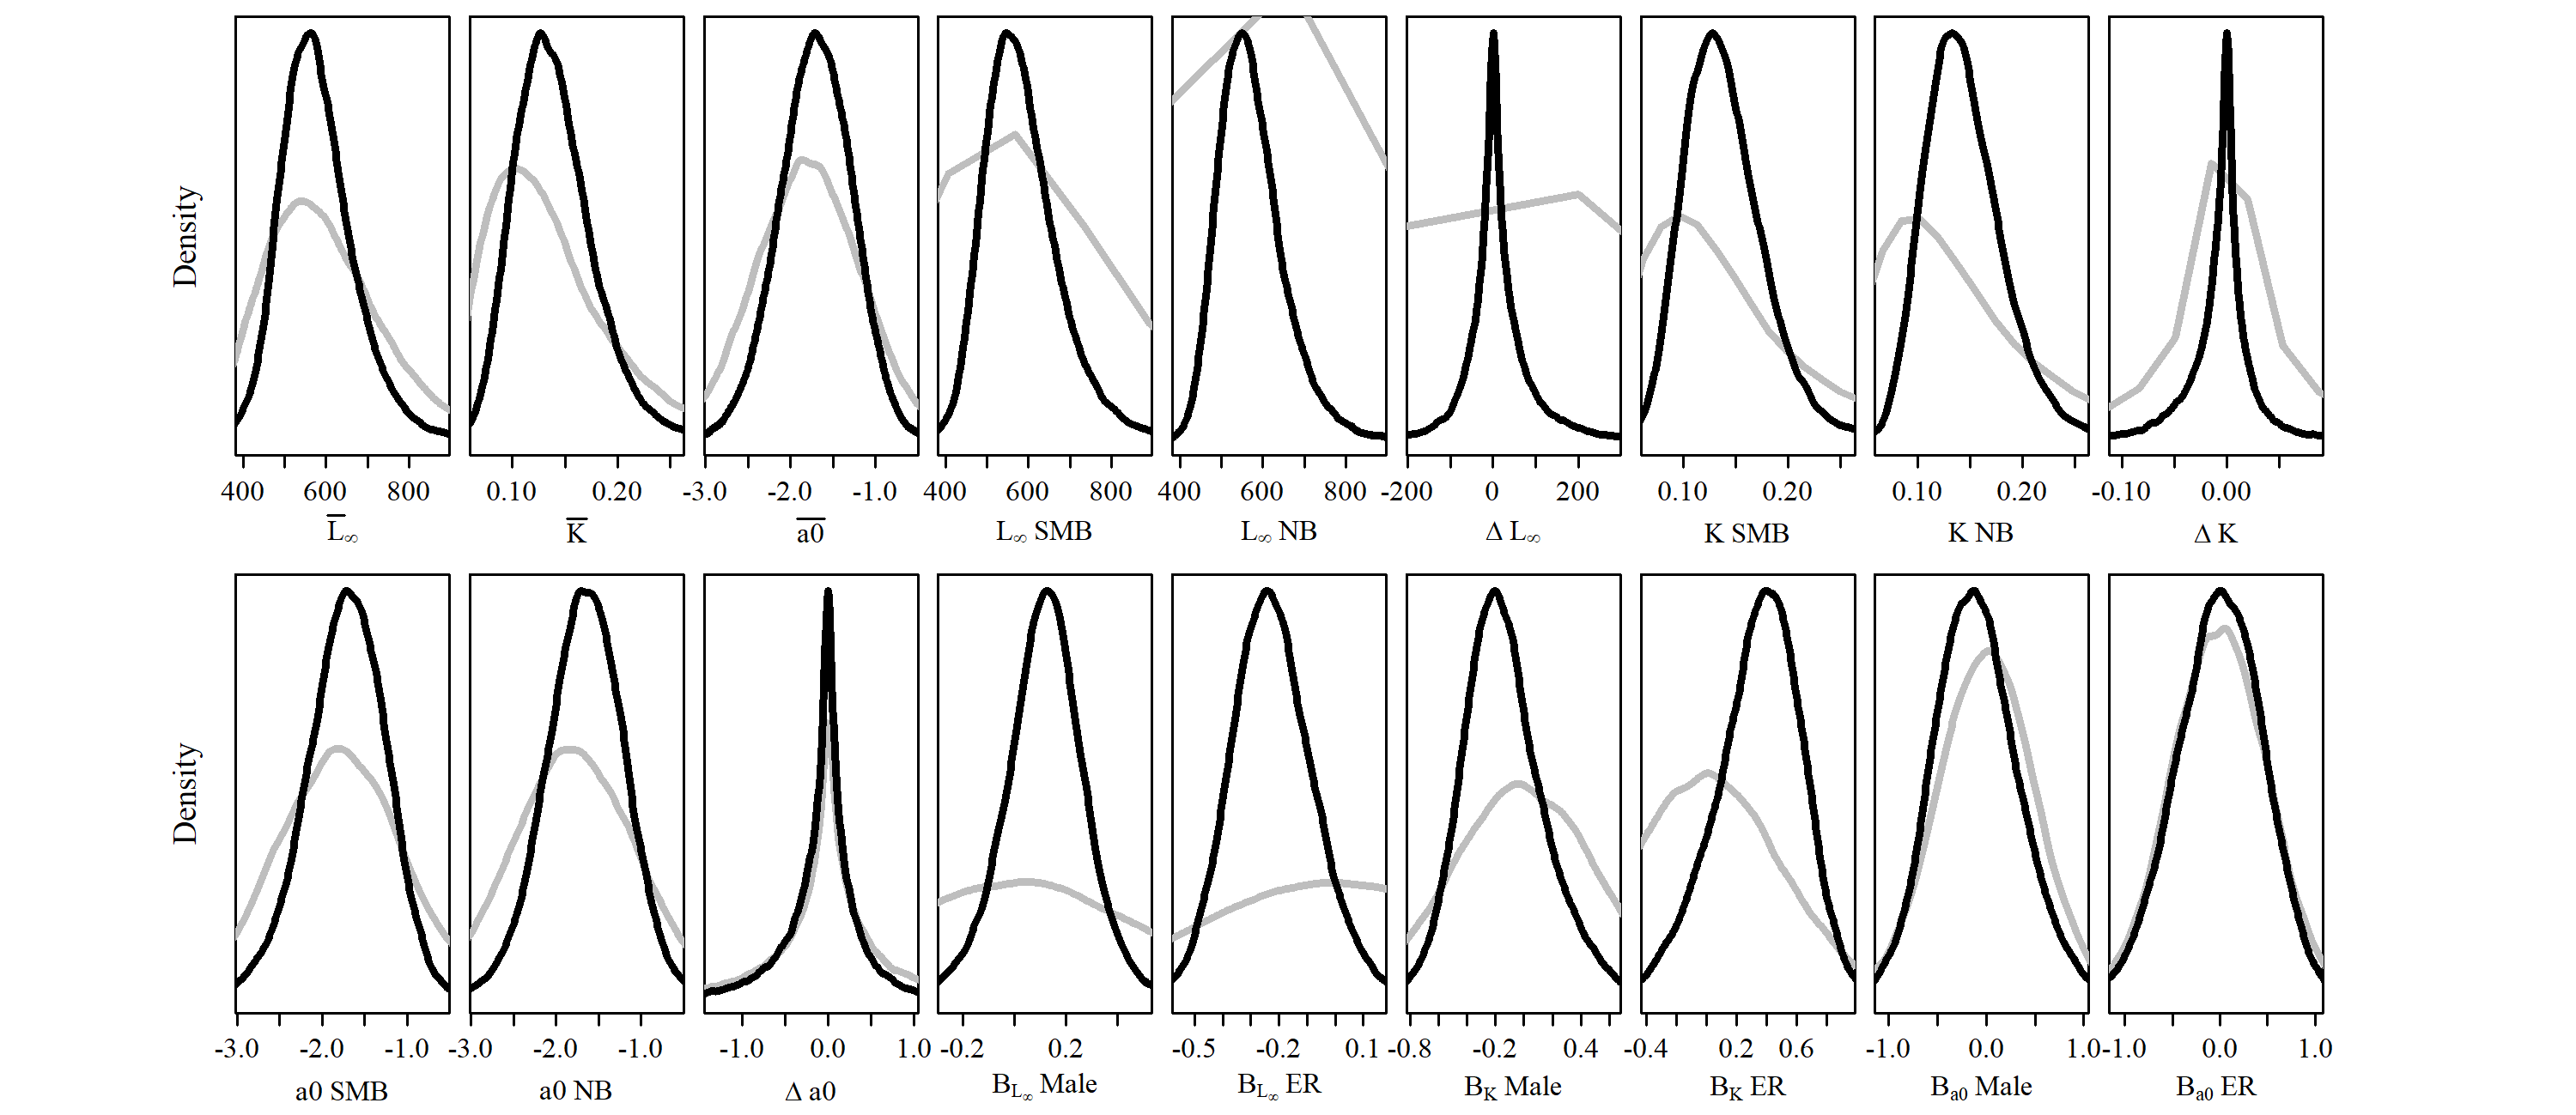 Density
400 600 800 0.10 0.20 -3.0 -2.0 -1.0 400 600 800 400 600 800 -200 0 200 0.10 0.20 0.10 0.20 -0.10 0.00
L∞ K a0 L∞ SMB L∞ NB Δ L∞ K SMB K NB Δ K
Density
-3.0 -2.0 -1.0 -3.0 -2.0 -1.0 -1.0 0.0 1.0 -0.2 0.2 -0.5 -0.2 0.1 -0.8 -0.2 0.4 -0.4 0.2 0.6 -1.0 0.0 1.0 -1.0 0.0 1.0
a0 SMB a0 NB Δ a0 BL∞ Male BL∞ ER BK Male BK ER Ba0 Male Ba0 ER